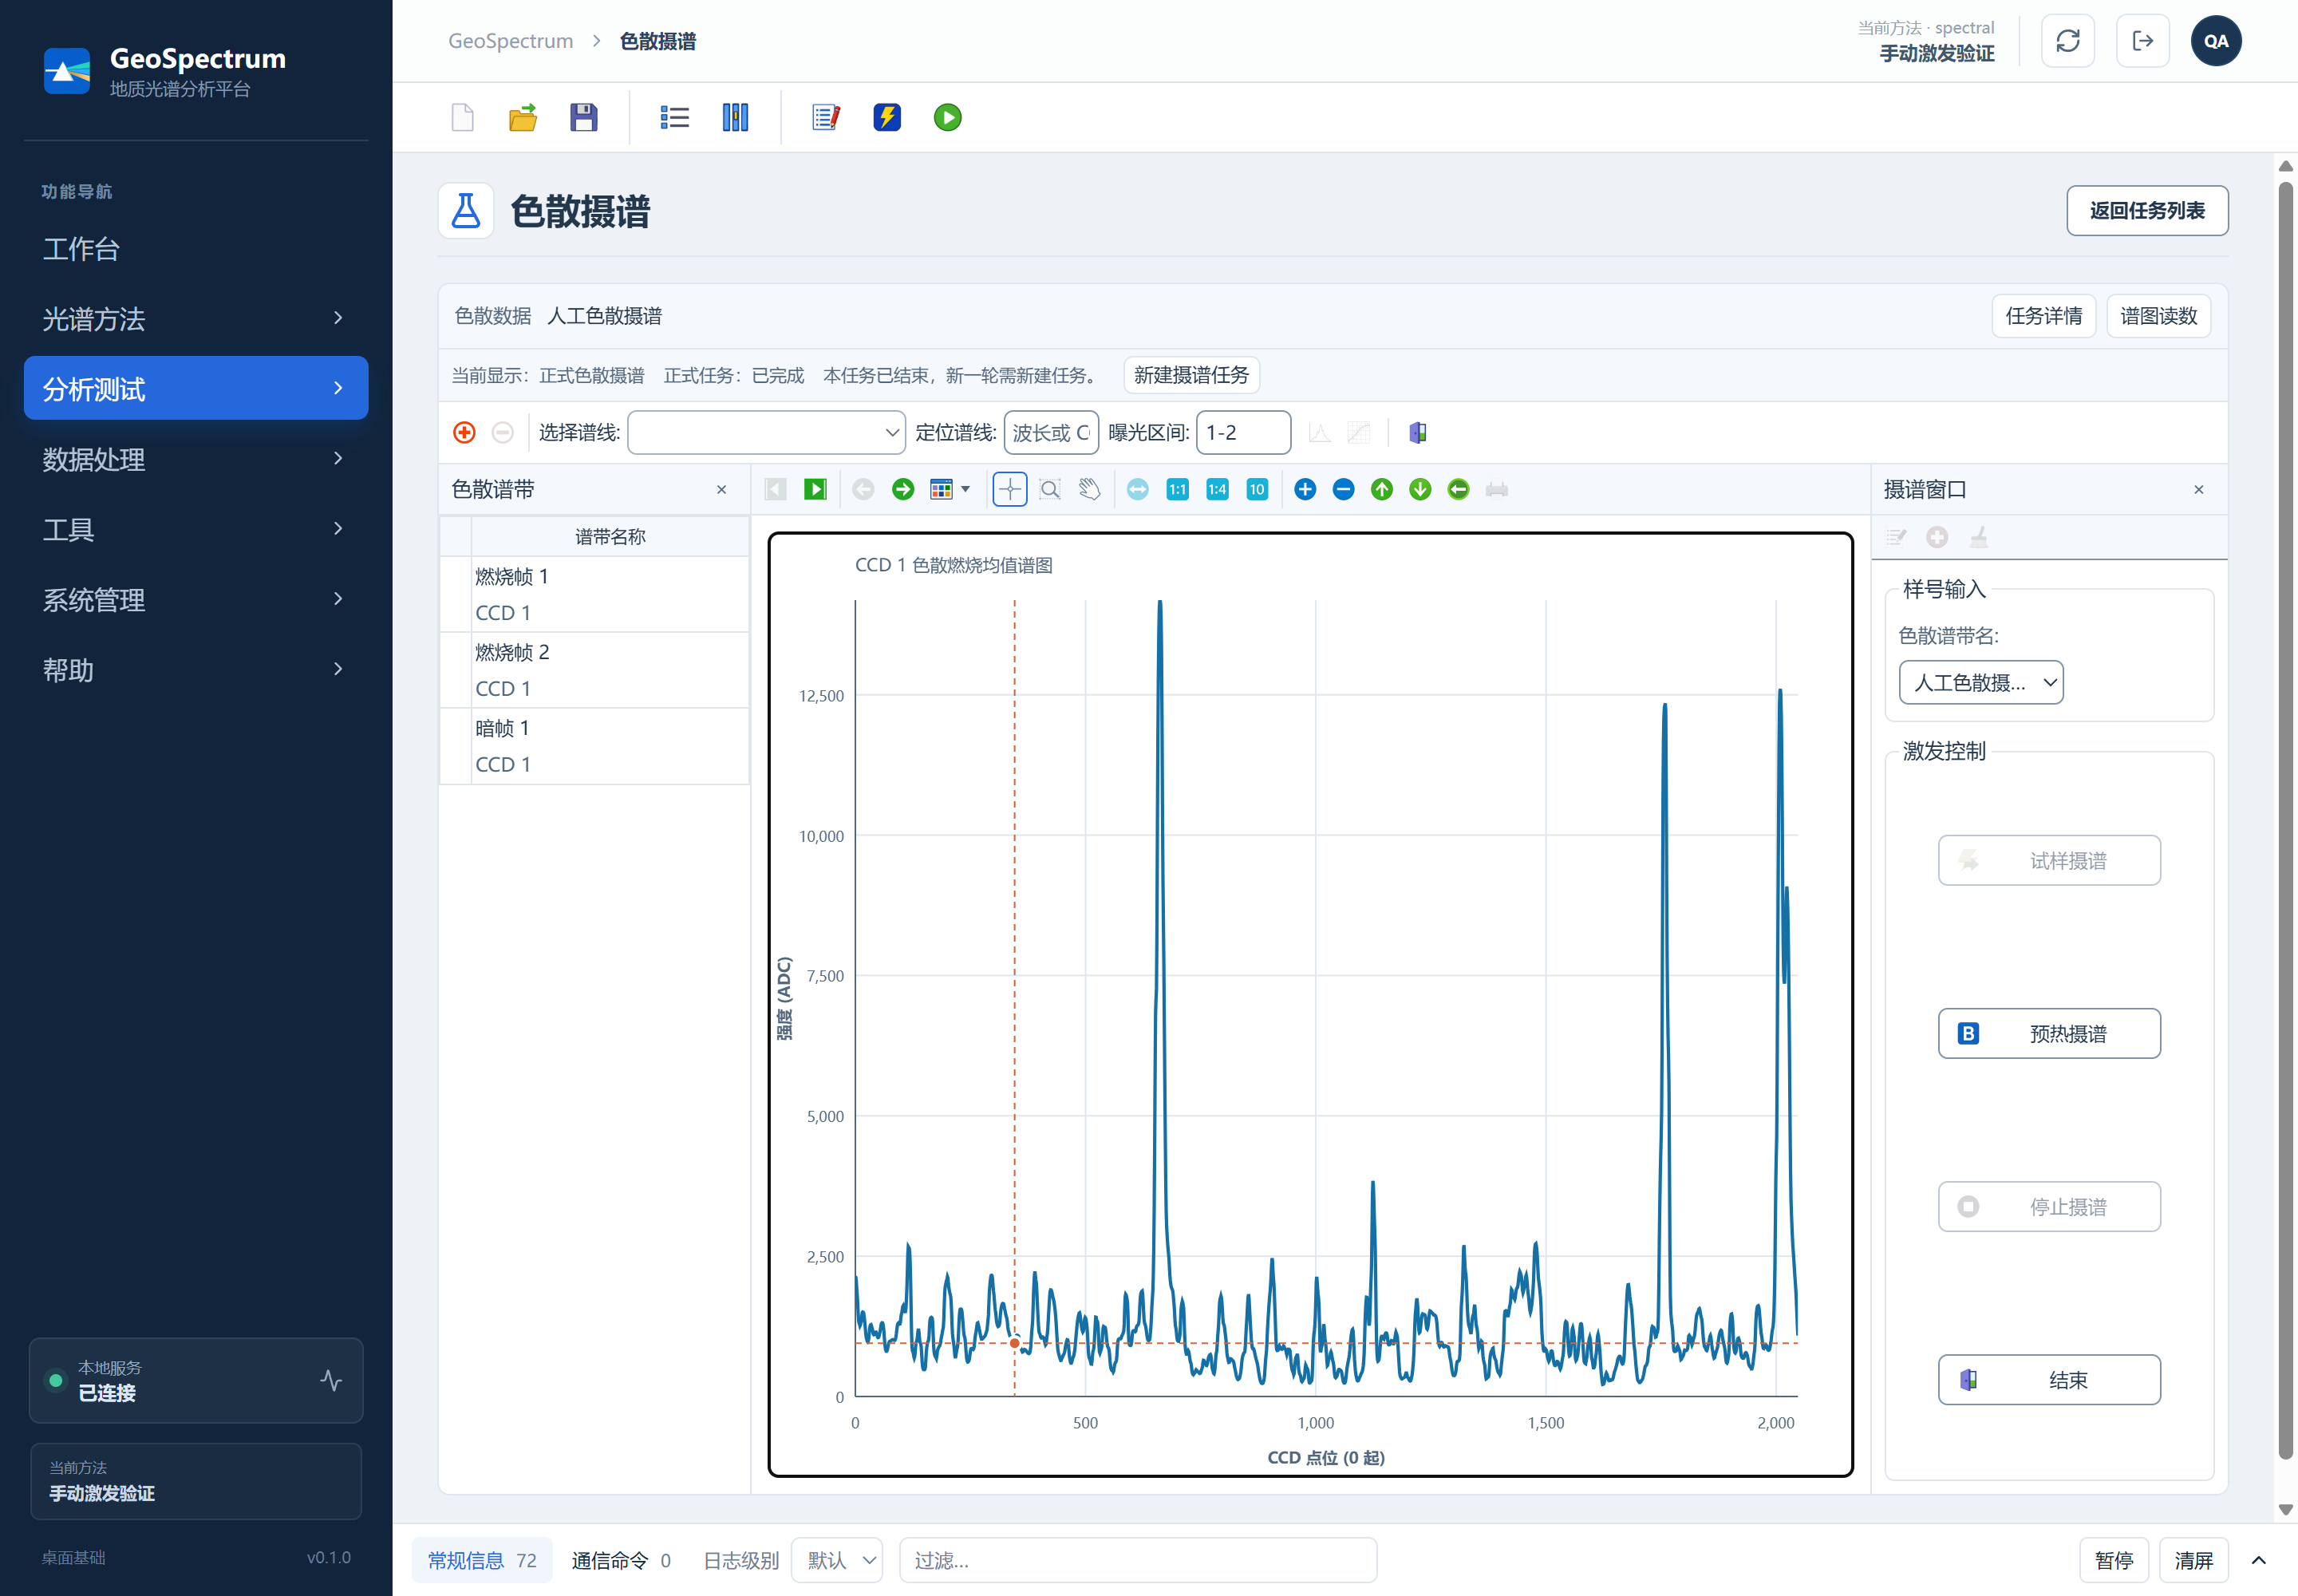 GeoSpectrum
地质光谱分析平台
功能导航
工作台
光谱方法
分析测试
数据处理
工具
系统管理
帮助
本地服务
已连接
当前方法
手动激发验证
桌面基础 v0.1.0
GeoSpectrum 色散摄谱
当前方法 · spectral
手动激发验证
QA
色散摄谱
返回任务列表
色散数据 人工色散摄谱
任务详情 谱图读数
当前显示: 正式色散摄谱 正式任务: 已完成 本任务已结束，新一轮需新建任务。 新建摄谱任务
选择谱线: 定位谱线: 波长或 C 曝光区间: 1-2
色散谱带 ×
1:1 1:4 10
谱带名称
燃烧帧 1
CCD 1
燃烧帧 2
CCD 1
暗帧 1
CCD 1
CCD 1 色散燃烧均值谱图
强度 (ADC)
12,500
10,000
7,500
5,000
2,500
0
0 500 1,000 1,500 2,000
CCD 点位 (0 起)
摄谱窗口 ×
样号输入
色散谱带名:
人工色散摄...
激发控制
试样摄谱
B 预热摄谱
停止摄谱
结束
常规信息 72 通信命令 0 日志级别 默认 过滤... 暂停 清屏